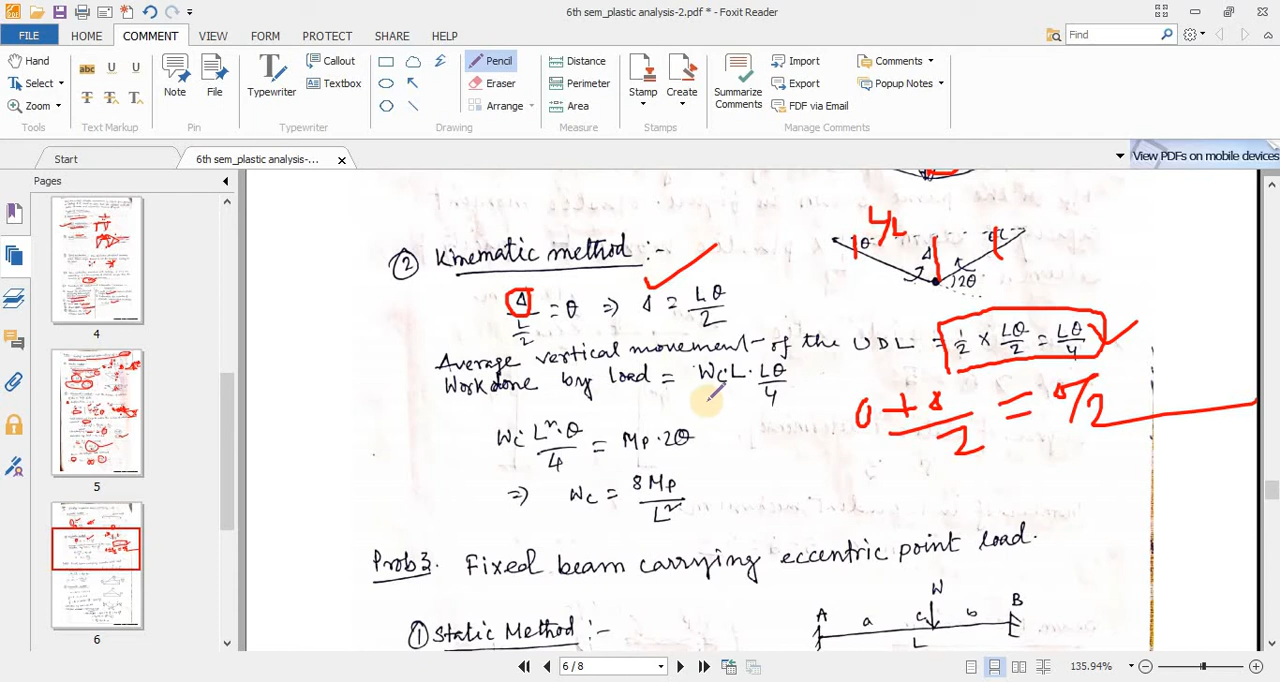 6th sem_plastic analysis-2.pdf * - Foxit Reader
FILE HOME COMMENT VIEW FORM PROTECT SHARE HELP
Find
Hand
Select
Zoom
Tools
Text Markup
Note
File
Pin
Typewriter
Callout
Textbox
Typewriter
Pencil
Eraser
Arrange
Drawing
Distance
Perimeter
Area
Measure
Stamp
Create
Stamps
Summarize
Comments
Import
Export
FDF via Email
Comments
Popup Notes
Manage Comments
Start
6th sem_plastic analysis-...
View PDFs on mobile devices
Pages
4
5
6
② Kinematic method :-
Δ / L/2 = θ ⇒ Δ = Lθ/2
θ Δ 2θ
Average vertical movement of the UDL = 1/2 × Lθ/2 = Lθ/4
Workdone by load = Wc L · Lθ/4
0 + δ / 2 = δ/2
Wc · L²θ/4 = Mp · 2θ
⇒ Wc = 8Mp/L²
Prob 3. Fixed beam carrying eccentric point load.
① Static Method :-
A a C b B
W
L
6 / 8
135.94%